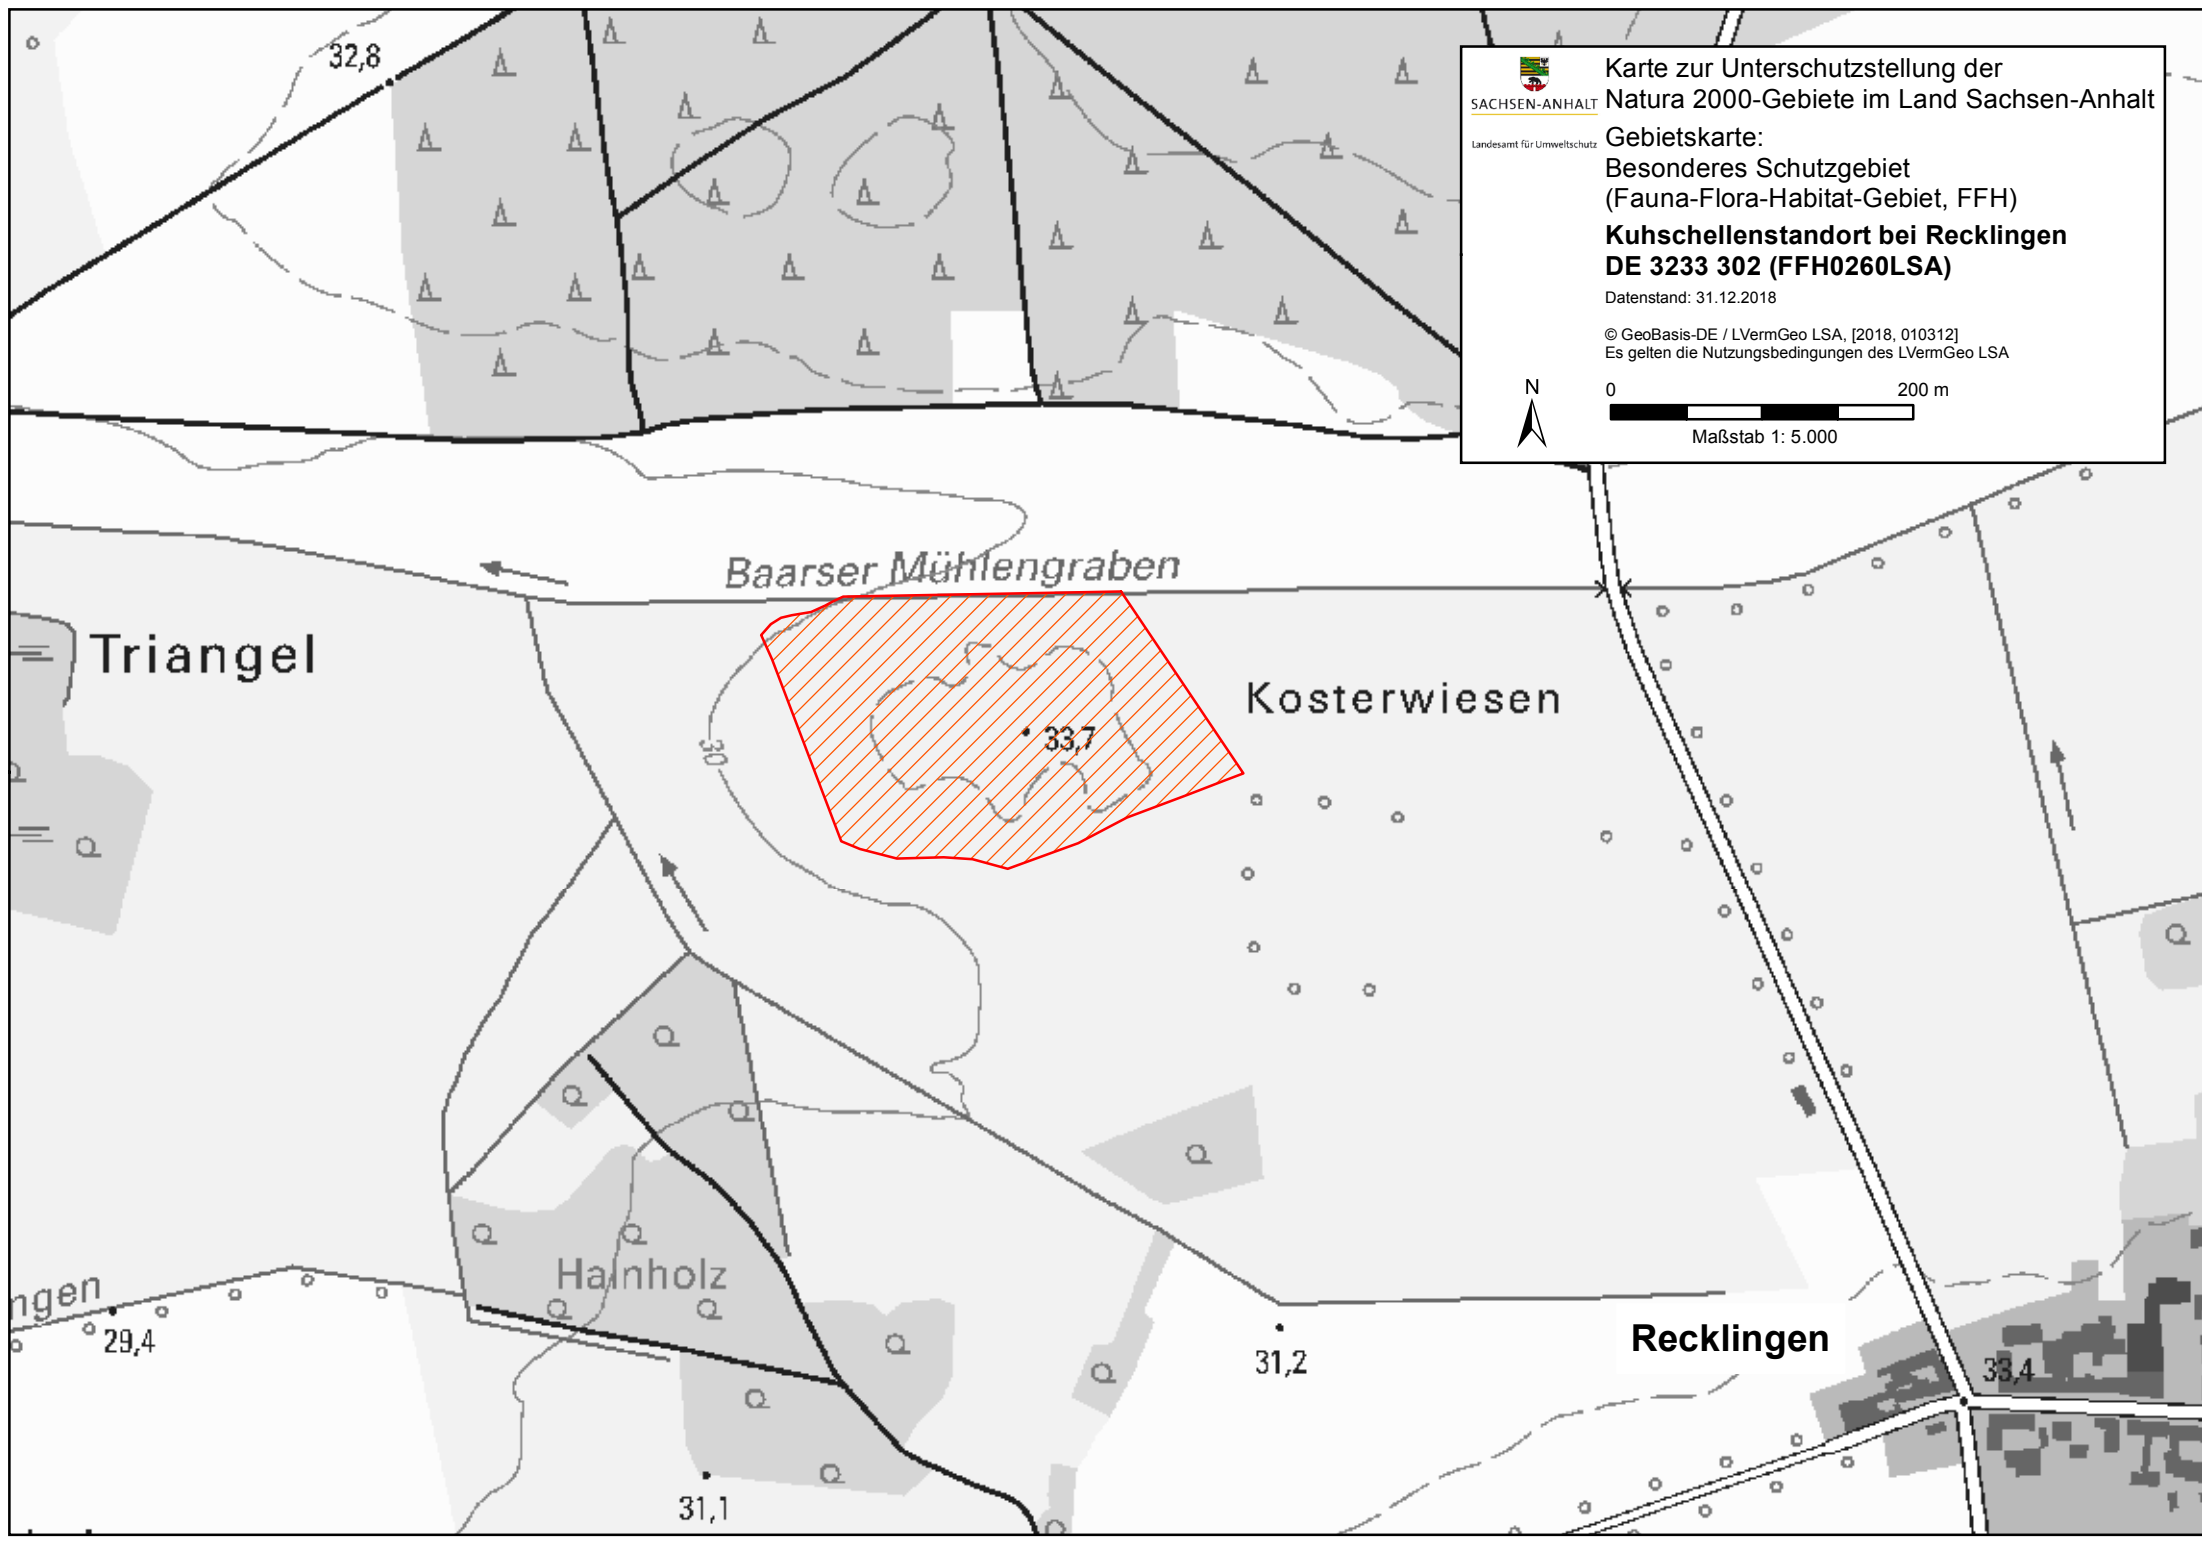 32,8
SACHSEN-ANHALT
Landesamt für Umweltschutz
Karte zur Unterschutzstellung der
Natura 2000-Gebiete im Land Sachsen-Anhalt
Gebietskarte:
Besonderes Schutzgebiet
(Fauna-Flora-Habitat-Gebiet, FFH)
Kuhschellenstandort bei Recklingen
DE 3233 302 (FFH0260LSA)
Datenstand: 31.12.2018
© GeoBasis-DE / LVermGeo LSA, [2018, 010312]
Es gelten die Nutzungsbedingungen des LVermGeo LSA
N
0 200 m
Maßstab 1: 5.000
Baarser Mühlengraben
Triangel
Kosterwiesen
33,7
30
Hainholz
ngen
29,4
31,2
Recklingen
33,4
31,1